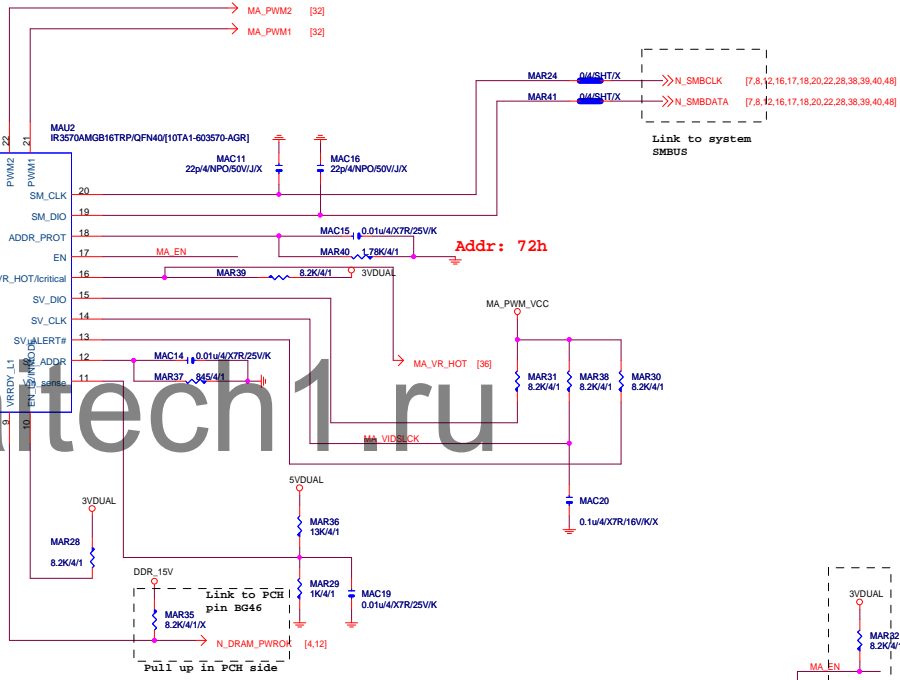 MA_PWM2 [32]
MA_PWM1 [32]
MAR24 0/4/SHT/X N_SMBCLK [7,8,12,16,17,18,20,22,28,38,39,40,48]
MAR41 0/4/SHT/X N_SMBDATA [7,8,12,16,17,18,20,22,28,38,39,40,48]
Link to system
SMBUS
22
21
MAU2
IR3570AMGB16TRP/QFN40/[10TA1-603570-AGR]
PWM2
PWM1
MAC11
22p/4/NPO/50V/J/X
MAC16
22p/4/NPO/50V/J/X
SM_CLK 20
SM_DIO 19
ADDR_PROT 18
MAC15 0.01u/4/X7R/25V/K
EN 17 MA_EN
MAR40 1.78K/4/1
Addr: 72h
VR_HOT/Icritical 16
MAR39 8.2K/4/1 3VDUAL
SV_DIO 15
SV_CLK 14
MA_PWM_VCC
SV_ALERT# 13
12
MAC14 0.01u/4/X7R/25V/K
MA_VR_HOT [36]
11
MAR37 845/4/1
VRRDY_L1
9
10
MAR31
8.2K/4/1
MAR38
8.2K/4/1
MAR30
8.2K/4/1
itech1.ru
MA_VIDSLCK
5VDUAL
3VDUAL
MAC20
0.1u/4/X7R/16V/K/X
MAR36
13K/4/1
MAR28
8.2K/4/1
DDR_15V
Link to PCH
pin BG46
MAR29
1K/4/1
MAC19
0.01u/4/X7R/25V/K
MAR35
8.2K/4/1/X
N_DRAM_PWROK [4,12]
Pull up in PCH side
3VDUAL
MAR32
8.2K/4/1
MA_EN